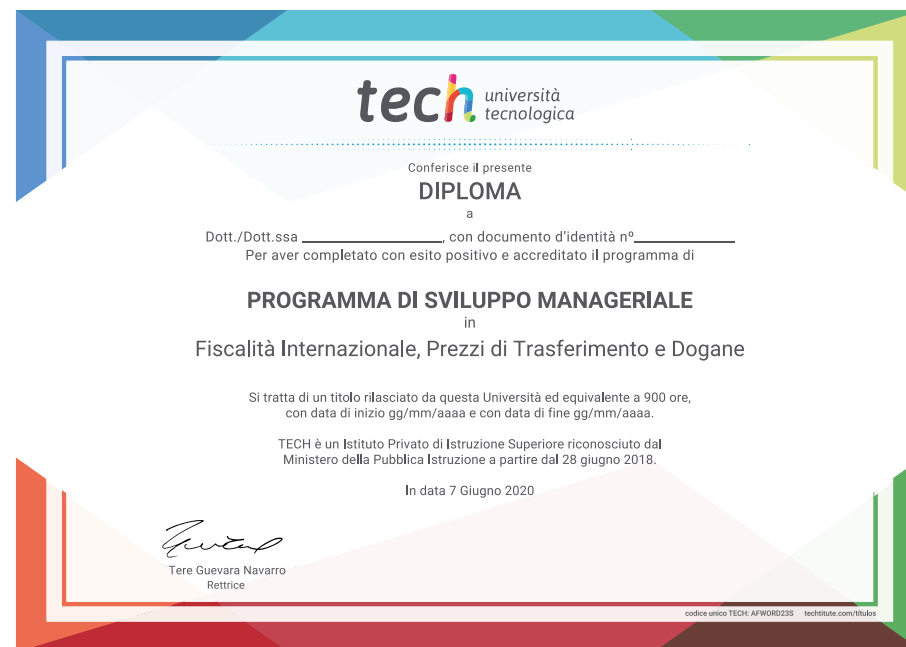 tech università
tecnologica
Conferisce il presente
DIPLOMA
a
Dott./Dott.ssa ____________________, con documento d'identità nº______________
Per aver completato con esito positivo e accreditato il programma di
PROGRAMMA DI SVILUPPO MANAGERIALE
in
Fiscalità Internazionale, Prezzi di Trasferimento e Dogane
Si tratta di un titolo rilasciato da questa Università ed equivalente a 900 ore,
con data di inizio gg/mm/aaaa e con data di fine gg/mm/aaaa.
TECH è un Istituto Privato di Istruzione Superiore riconosciuto dal
Ministero della Pubblica Istruzione a partire dal 28 giugno 2018.
In data 7 Giugno 2020
Tere Guevara Navarro
Rettrice
codice unico TECH: AFWORD23S techtitute.com/titulos